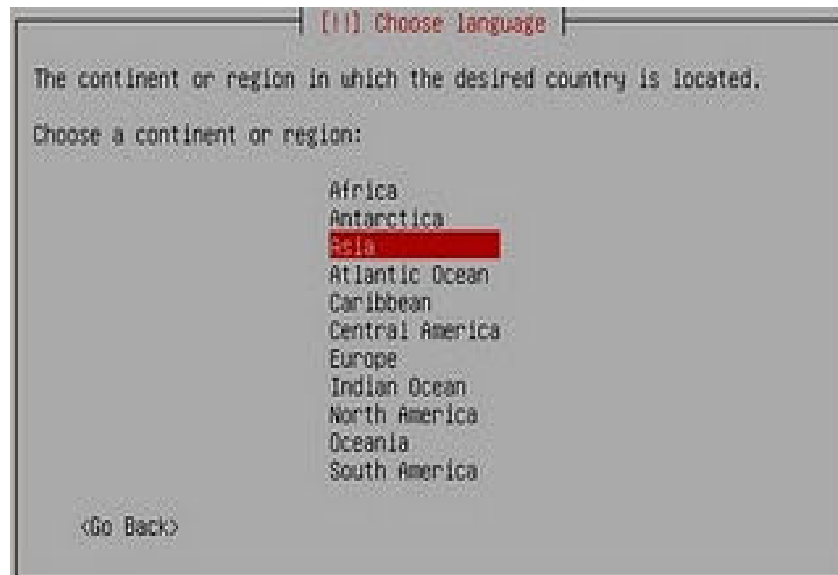 [!!] Choose language
The continent or region in which the desired country is located.
Choose a continent or region:
Africa
Antarctica
Asia
Atlantic Ocean
Caribbean
Central America
Europe
Indian Ocean
North America
Oceania
South America
<Go Back>